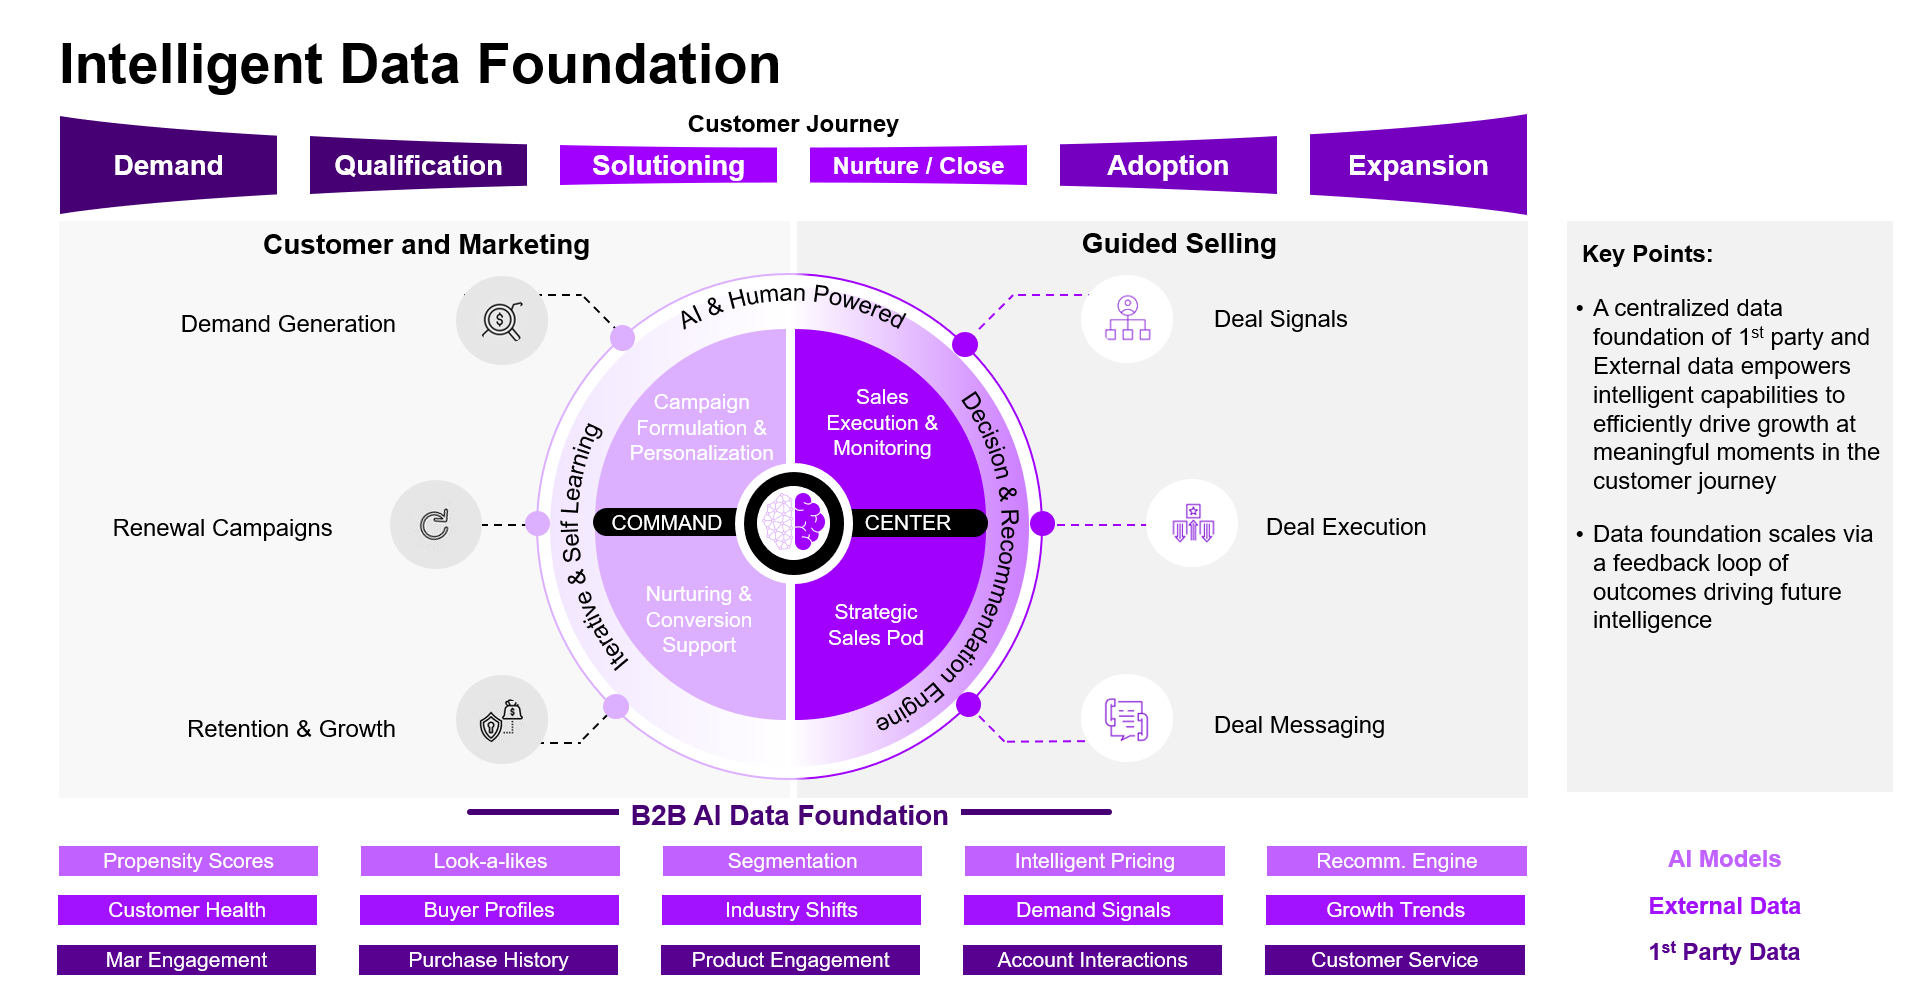 Intelligent Data Foundation
Customer Journey
Demand
Qualification
Solutioning
Nurture / Close
Adoption
Expansion
Customer and Marketing
Guided Selling
Demand Generation
Renewal Campaigns
Retention & Growth
AI & Human Powered
Iterative & Self Learning
Decision & Recommendation Engine
Campaign
Formulation &
Personalization
Sales
Execution &
Monitoring
COMMAND
CENTER
Nurturing &
Conversion
Support
Strategic
Sales Pod
Deal Signals
Deal Execution
Deal Messaging
Key Points:
• A centralized data
foundation of 1st party and
External data empowers
intelligent capabilities to
efficiently drive growth at
meaningful moments in the
customer journey
• Data foundation scales via
a feedback loop of
outcomes driving future
intelligence
B2B AI Data Foundation
Propensity Scores
Look-a-likes
Segmentation
Intelligent Pricing
Recomm. Engine
AI Models
Customer Health
Buyer Profiles
Industry Shifts
Demand Signals
Growth Trends
External Data
Mar Engagement
Purchase History
Product Engagement
Account Interactions
Customer Service
1st Party Data